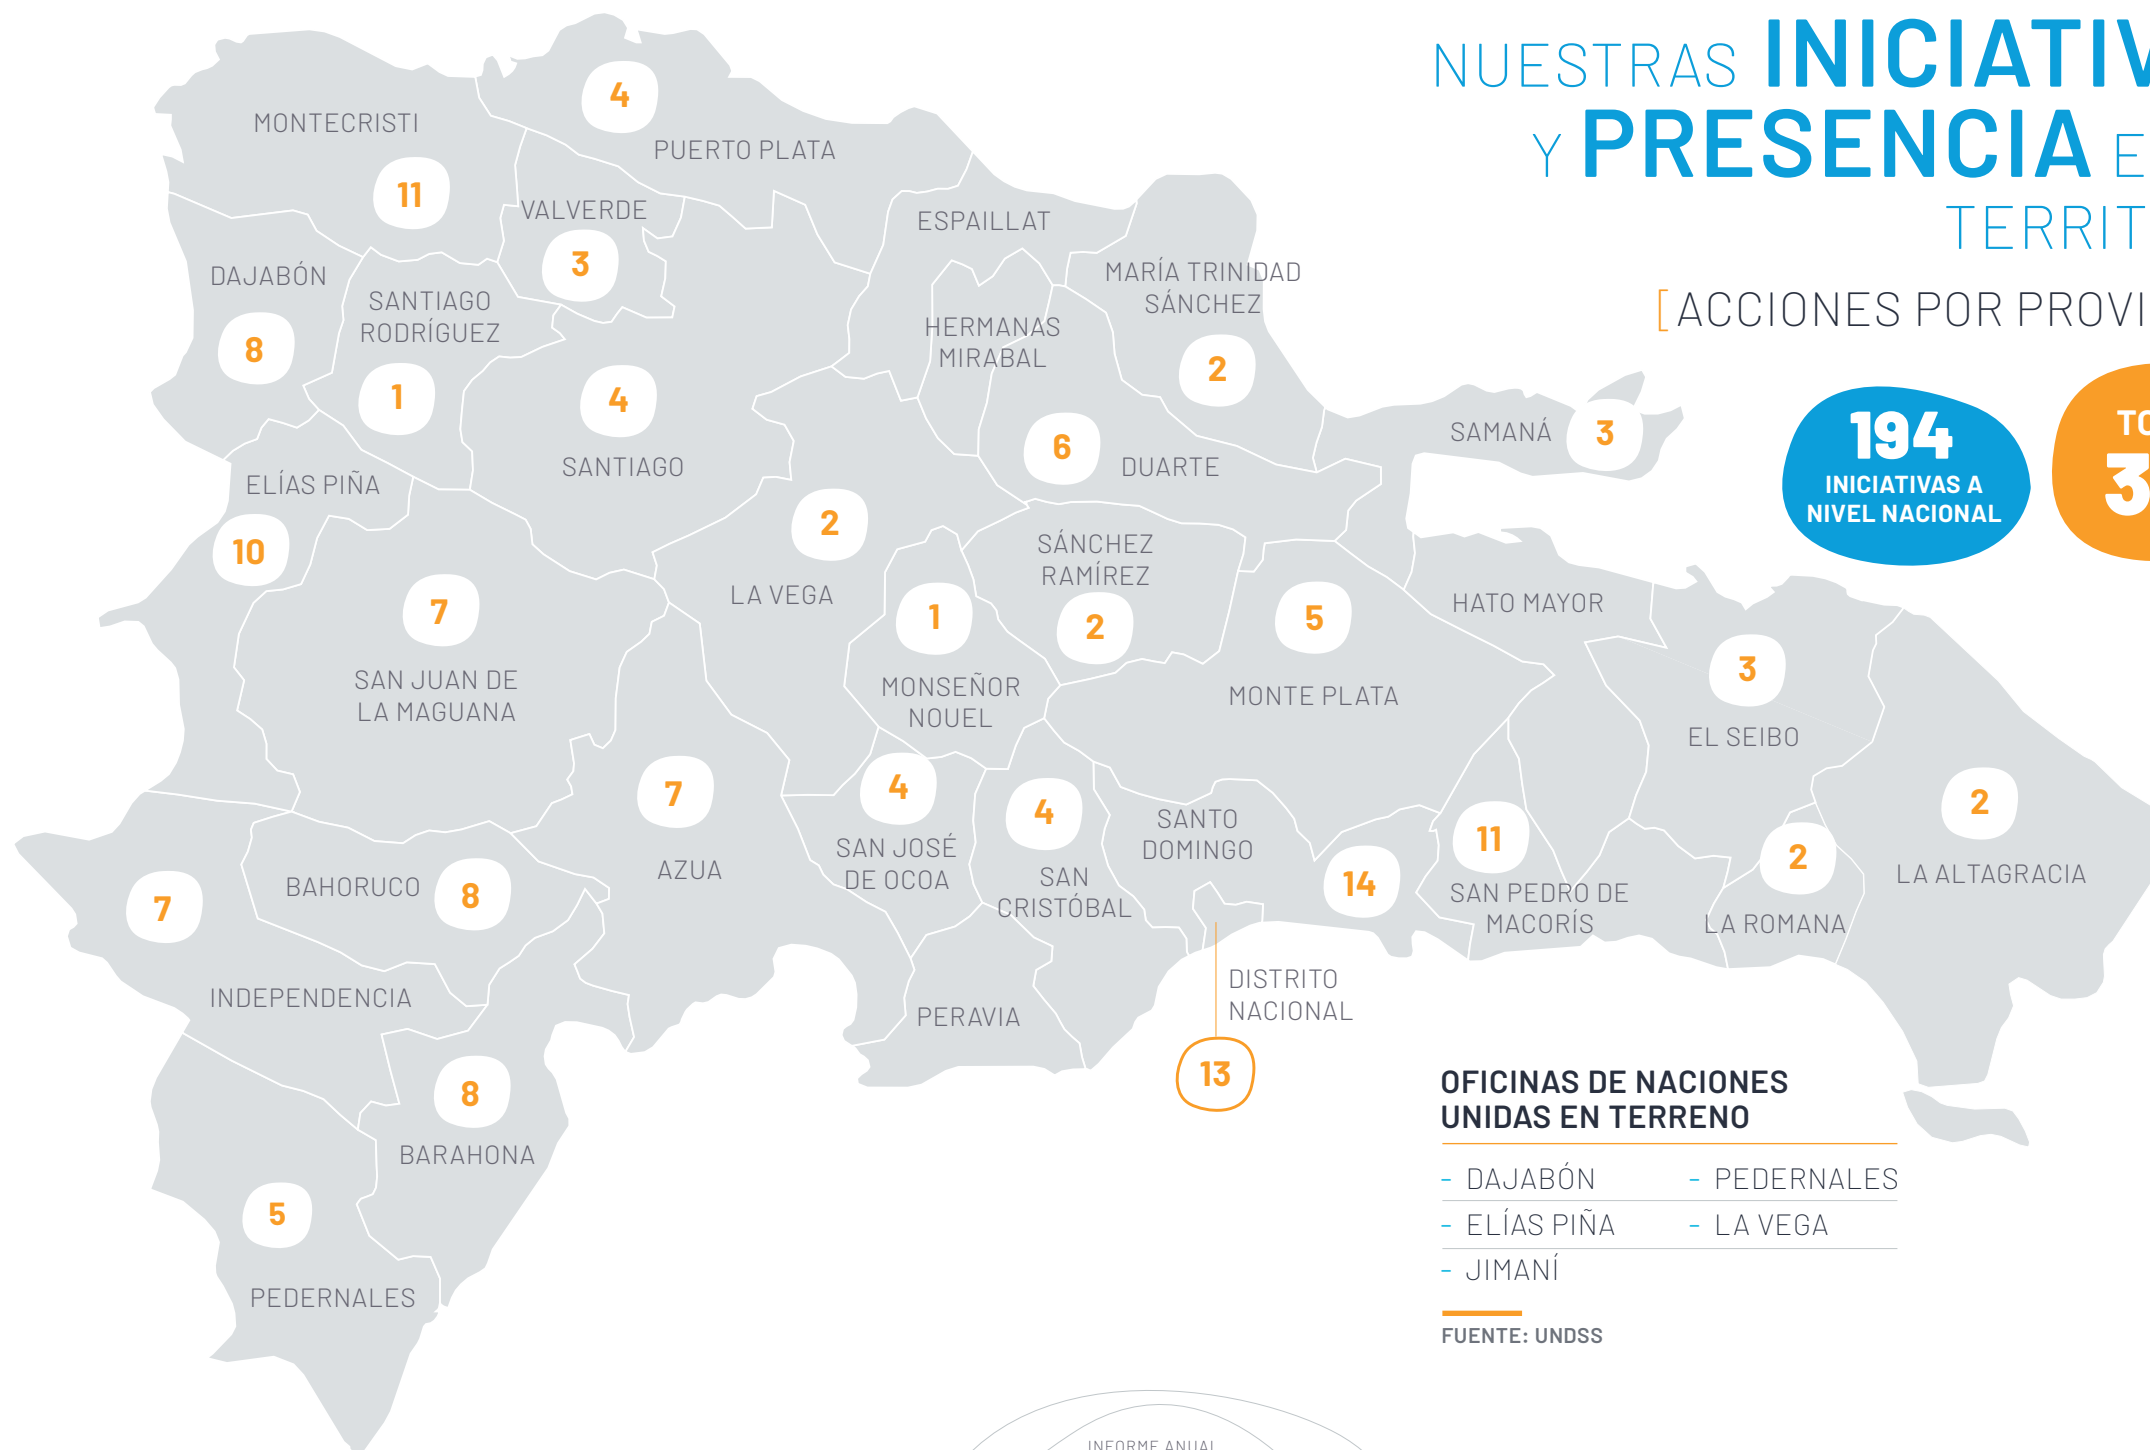 NUESTRAS INICIATIV
Y PRESENCIA E
TERRIT
[ACCIONES POR PROVI
194
INICIATIVAS A
NIVEL NACIONAL
TO
3
MONTECRISTI
11
4
PUERTO PLATA
VALVERDE
3
ESPAILLAT
DAJABÓN
8
SANTIAGO
RODRÍGUEZ
1
MARÍA TRINIDAD
SÁNCHEZ
2
HERMANAS
MIRABAL
4
SANTIAGO
6
DUARTE
SAMANÁ
3
ELÍAS PIÑA
10
2
LA VEGA
SÁNCHEZ
RAMÍREZ
2
7
SAN JUAN DE
LA MAGUANA
1
MONSEÑOR
NOUEL
5
MONTE PLATA
HATO MAYOR
3
EL SEIBO
7
AZUA
4
SAN JOSÉ
DE OCOA
4
SAN
CRISTÓBAL
SANTO
DOMINGO
14
11
SAN PEDRO DE
MACORÍS
2
LA ROMANA
2
LA ALTAGRACIA
BAHORUCO
8
7
INDEPENDENCIA
PERAVIA
DISTRITO
NACIONAL
13
8
BARAHONA
5
PEDERNALES
OFICINAS DE NACIONES
UNIDAS EN TERRENO
- DAJABÓN
- PEDERNALES
- ELÍAS PIÑA
- LA VEGA
- JIMANÍ
FUENTE: UNDSS
INFORME ANUAL